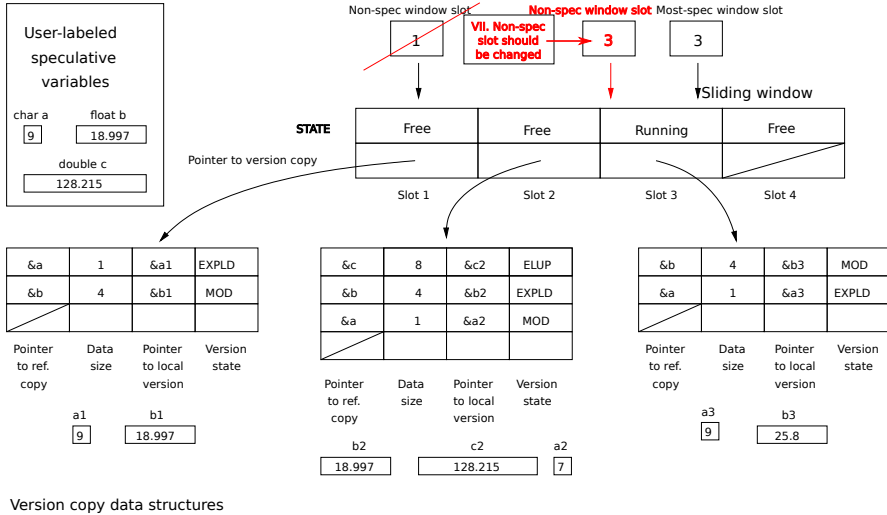 User-labeled
speculative
variables
char a
float b
9
18.997
double c
128.215
Non-spec window slot
Non-spec window slot
Most-spec window slot
1
VII. Non-spec
slot should
be changed
3
3
Sliding window
STATE
Free
Free
Running
Free
Pointer to version copy
Slot 1
Slot 2
Slot 3
Slot 4
&a 1 &a1 EXPLD
&b 4 &b1 MOD
Pointer to ref. copy
Data size
Pointer to local version
Version state
a1
b1
9
18.997
&c 8 &c2 ELUP
&b 4 &b2 EXPLD
&a 1 &a2 MOD
Pointer to ref. copy
Data size
Pointer to local version
Version state
b2
c2
a2
18.997
128.215
7
&b 4 &b3 MOD
&a 1 &a3 EXPLD
Pointer to ref. copy
Data size
Pointer to local version
Version state
a3
b3
9
25.8
Version copy data structures